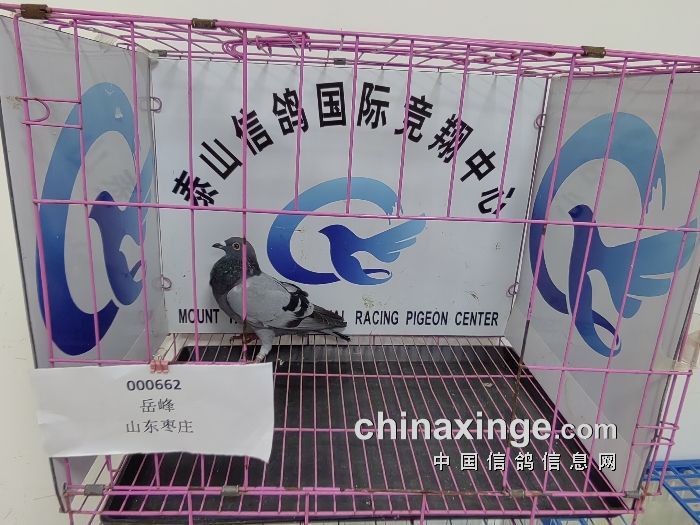 泰山信鸽国际竞翔中心
MOUNT RACING PIGEON CENTER
000662
岳峰
山东枣庄
chinaxinge.com
中国信鸽信息网